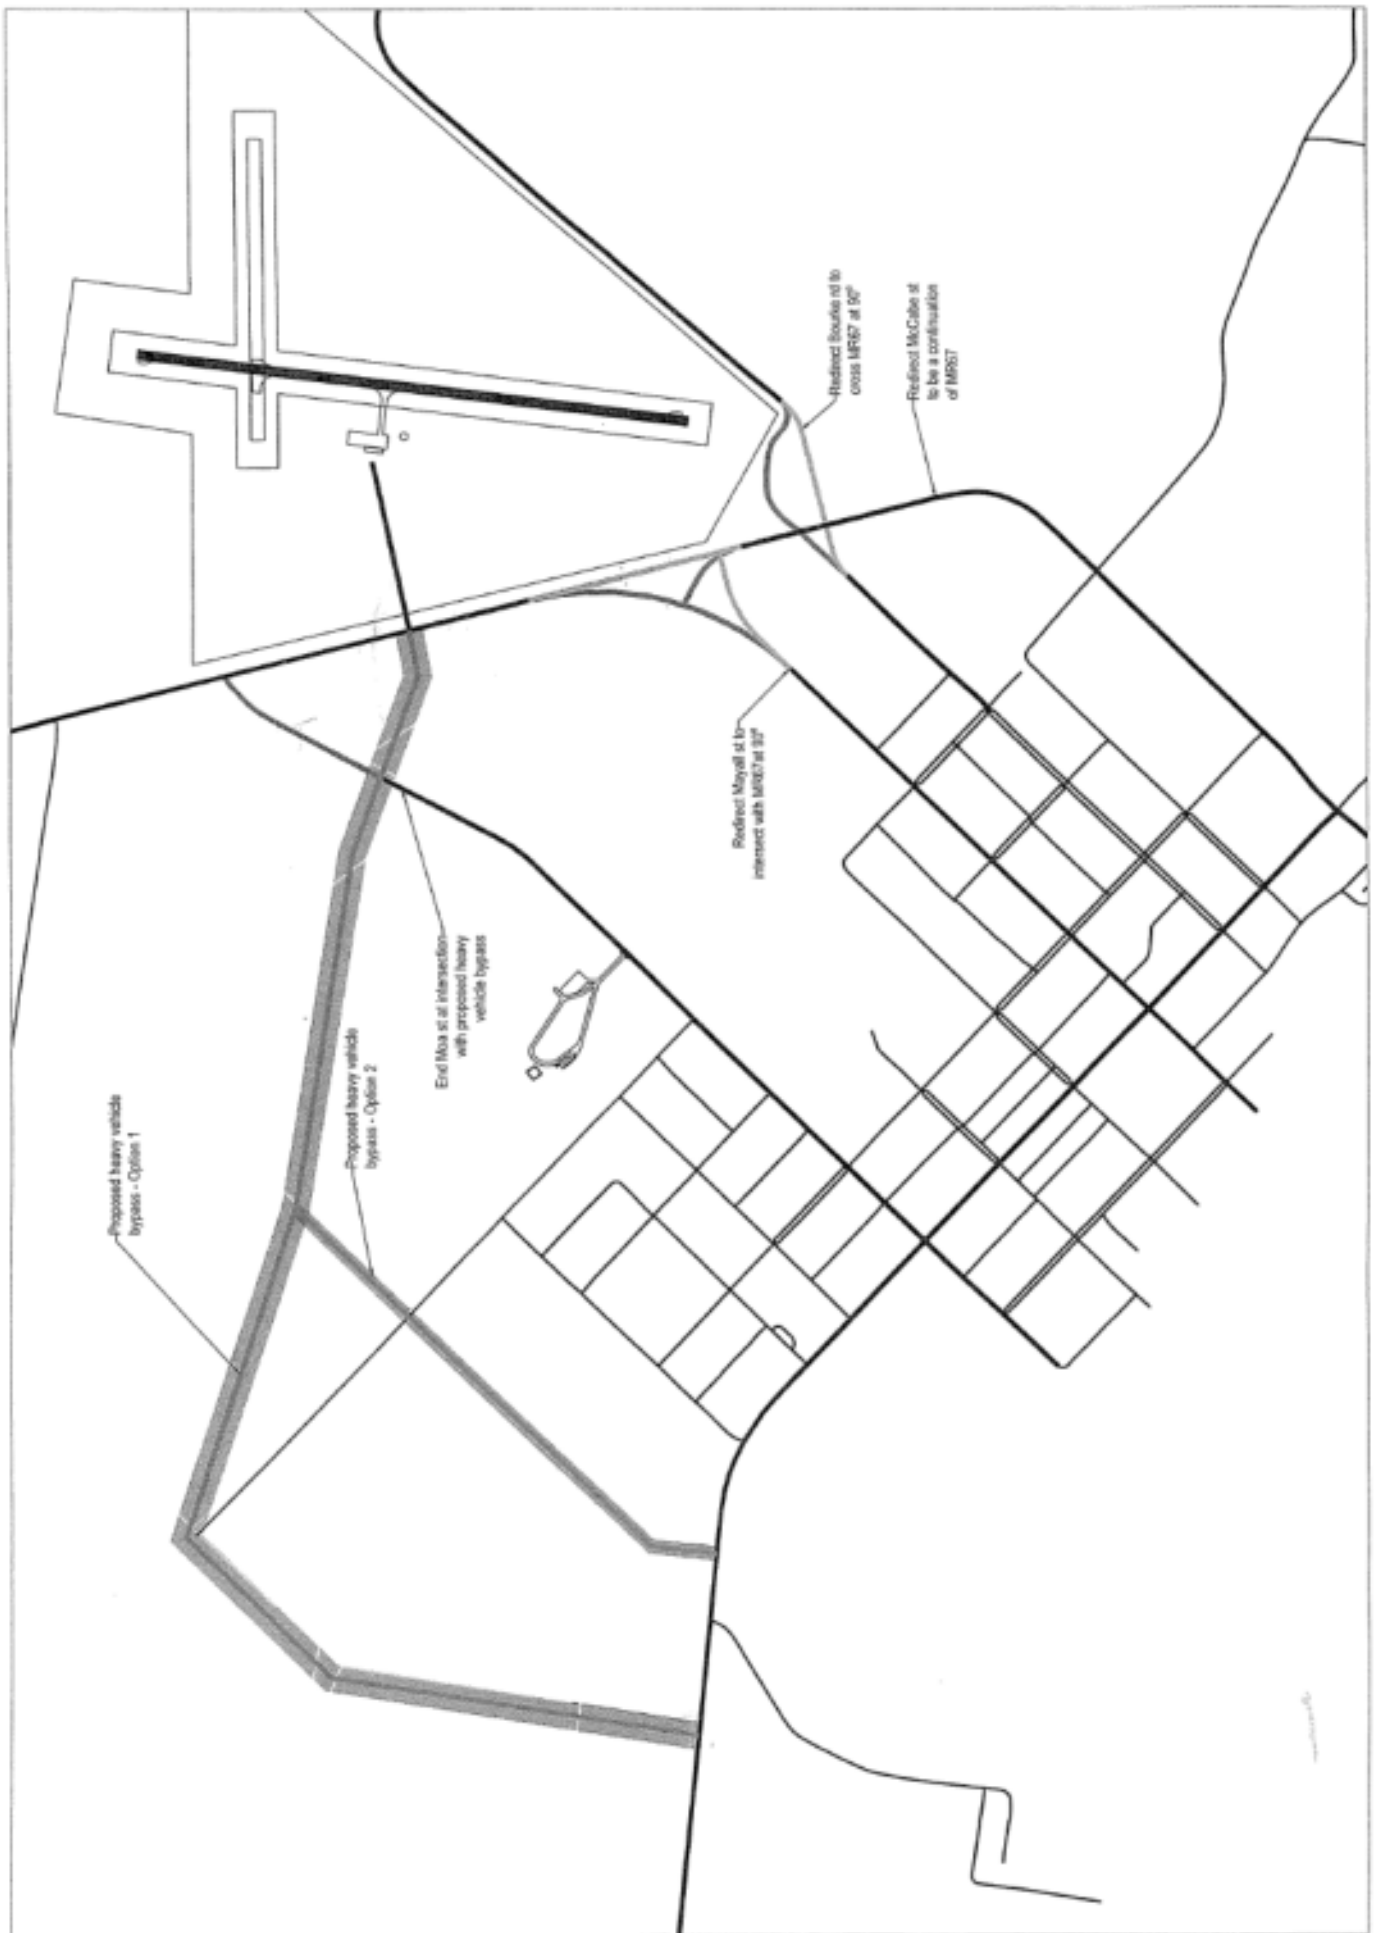 Redirect Bourke rd to
cross MR67 at 90°
Redirect McCabe st
to be a continuation
of MR67
Redirect Mayall st to
intersect with MR67 at 90°
End Moa st at intersection
with proposed heavy
vehicle bypass
Proposed heavy vehicle
bypass - Option 2
Proposed heavy vehicle
bypass - Option 1